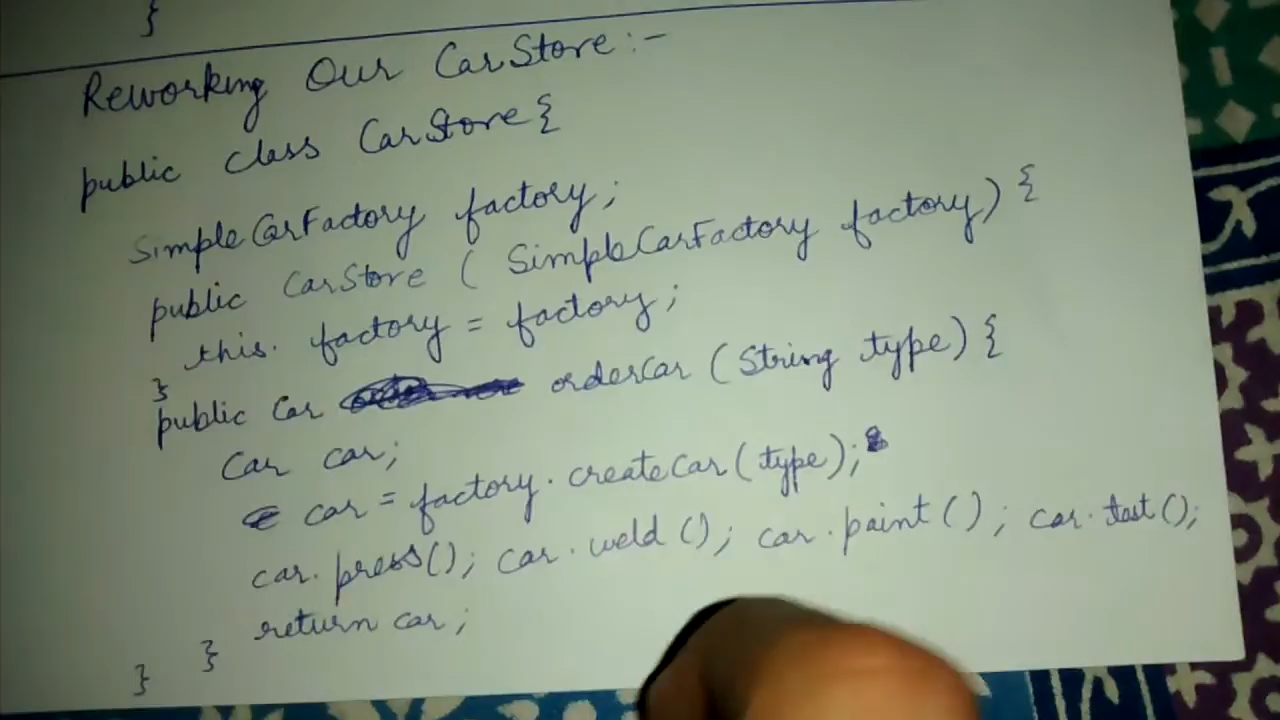 }
Reworking Our CarStore:-
public class CarStore{
SimpleCarFactory factory;
public CarStore ( SimpleCarFactory factory) {
this. factory = factory;
}
public Car orderCar (String type) {
Car car;
car = factory. createCar (type);
car. press(); car. weld (); car. paint (); car. test ();
return car;
}
}